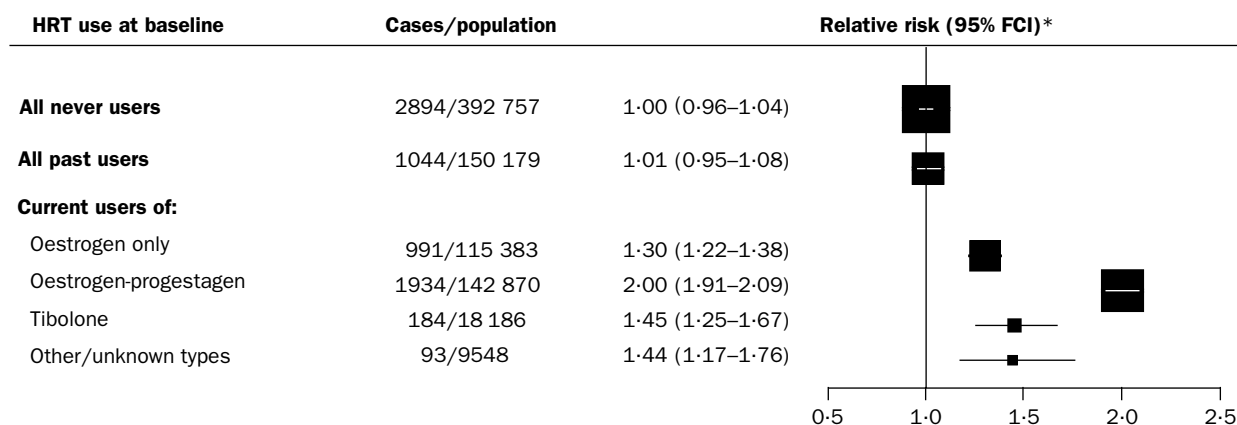 HRT use at baseline Cases/population Relative risk (95% FCI)*
All never users 2894/392 757 1·00 (0·96–1·04)
All past users 1044/150 179 1·01 (0·95–1·08)
Current users of:
Oestrogen only 991/115 383 1·30 (1·22–1·38)
Oestrogen-progestagen 1934/142 870 2·00 (1·91–2·09)
Tibolone 184/18 186 1·45 (1·25–1·67)
Other/unknown types 93/9548 1·44 (1·17–1·76)
0·5 1·0 1·5 2·0 2·5